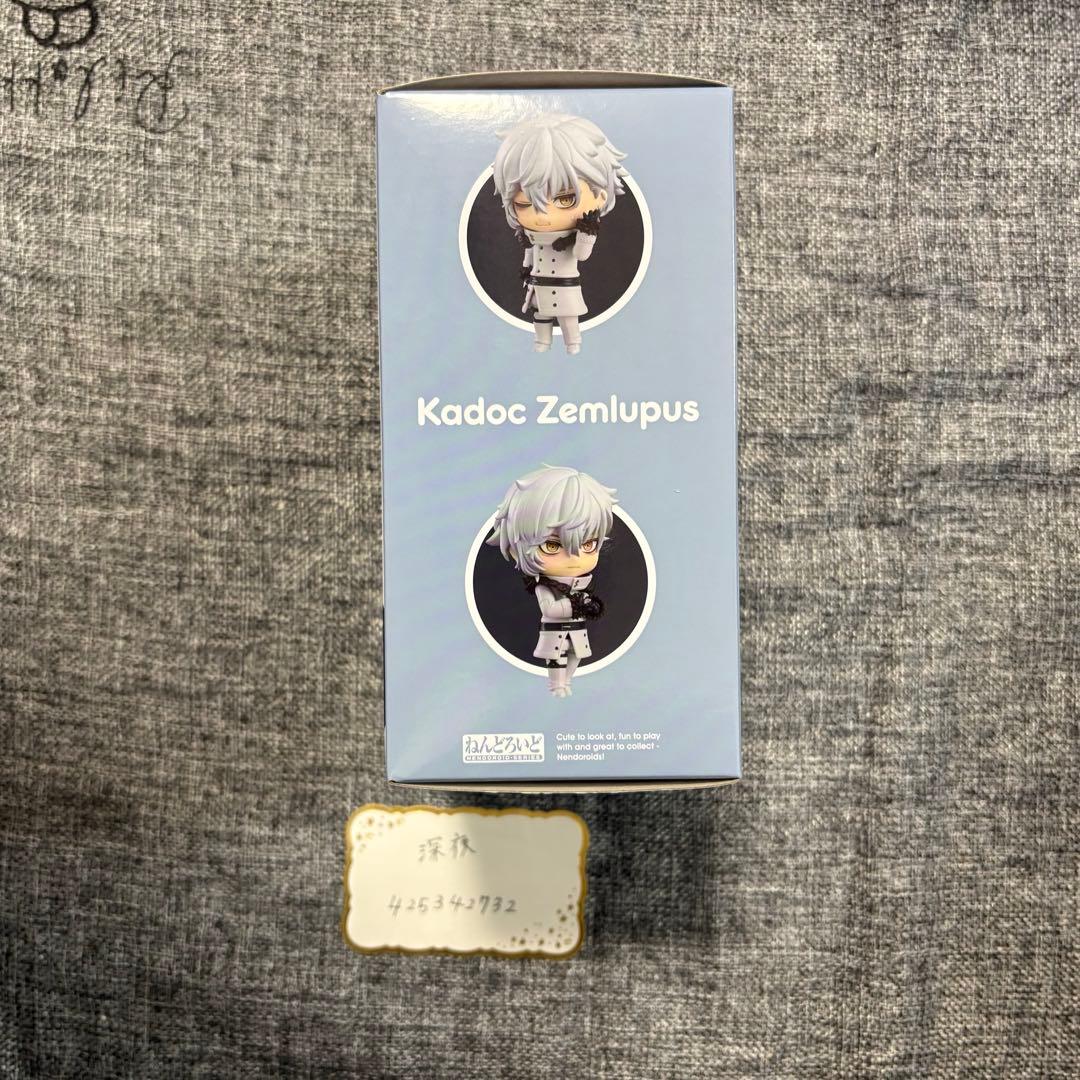 Kadoc Zemlupus
ねんどろいど
NENDOROID-SERIES
Cute to look at, fun to play
with and great to collect -
Nendoroids!
深夜
425342732